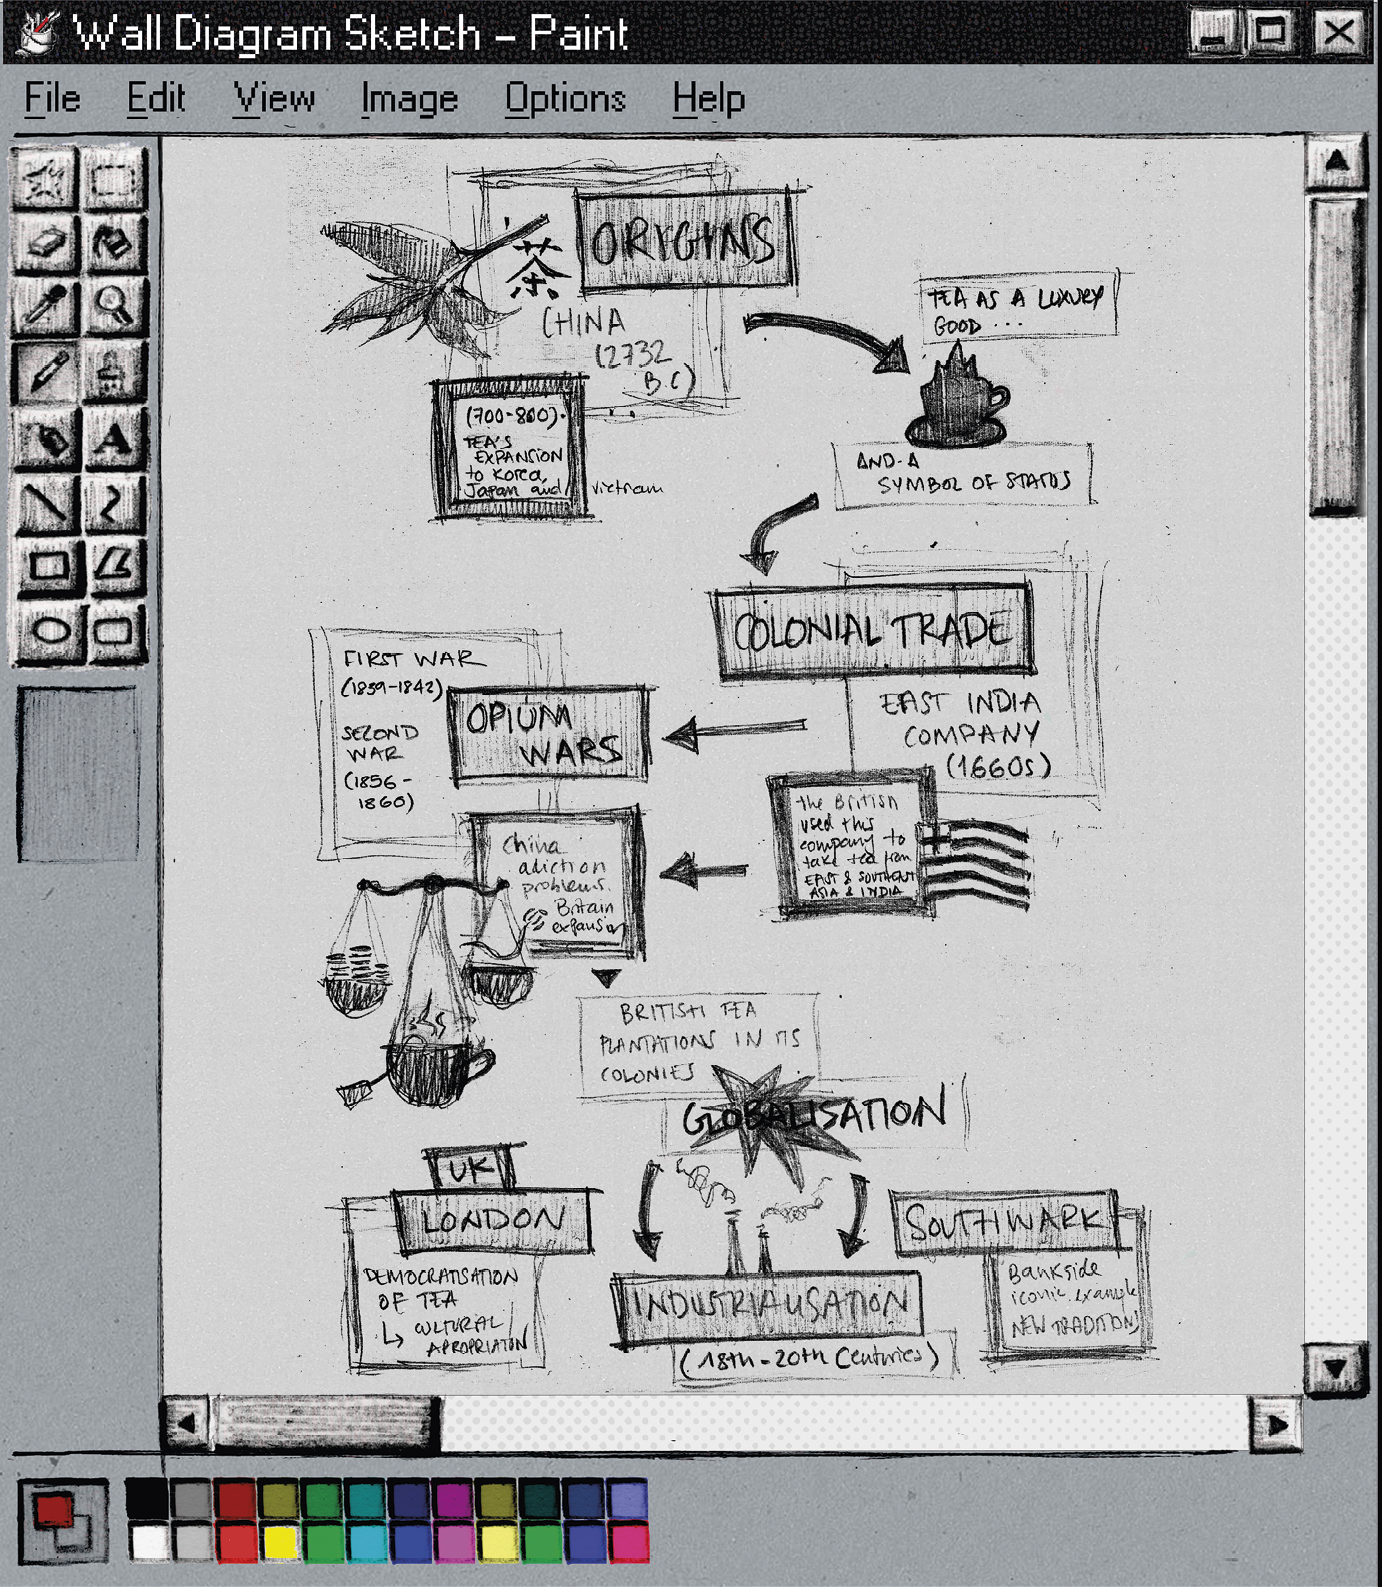 Wall Diagram Sketch – Paint
File Edit View Image Options Help
ORIGINS
茶
CHINA
(2732
B.C)
(700-800).
TEA'S
EXPANSION
to Korea,
Japan and Vietnam
TEA AS A LUXURY
GOOD ...
AND A
SYMBOL OF STATUS
COLONIAL TRADE
EAST INDIA
COMPANY
(1660s)
the British
used this
company to
take tea from
EAST & SOUTHEAST
ASIA & INDIA
OPIUM
WARS
FIRST WAR
(1839-1842)
SECOND
WAR
(1856-
1860)
China
adiction
problems.
Britain
expansion
BRITISH TEA
PLANTATIONS IN ITS
COLONIES
GLOBALISATION
UK
LONDON
DEMOCRATISATION
OF TEA
↳ CULTURAL
APROPRIATION
INDUSTRIALISATION
(18th-20th Centuries)
SOUTHWARK
Bankside
iconic example
NEW TRADITIONS
A